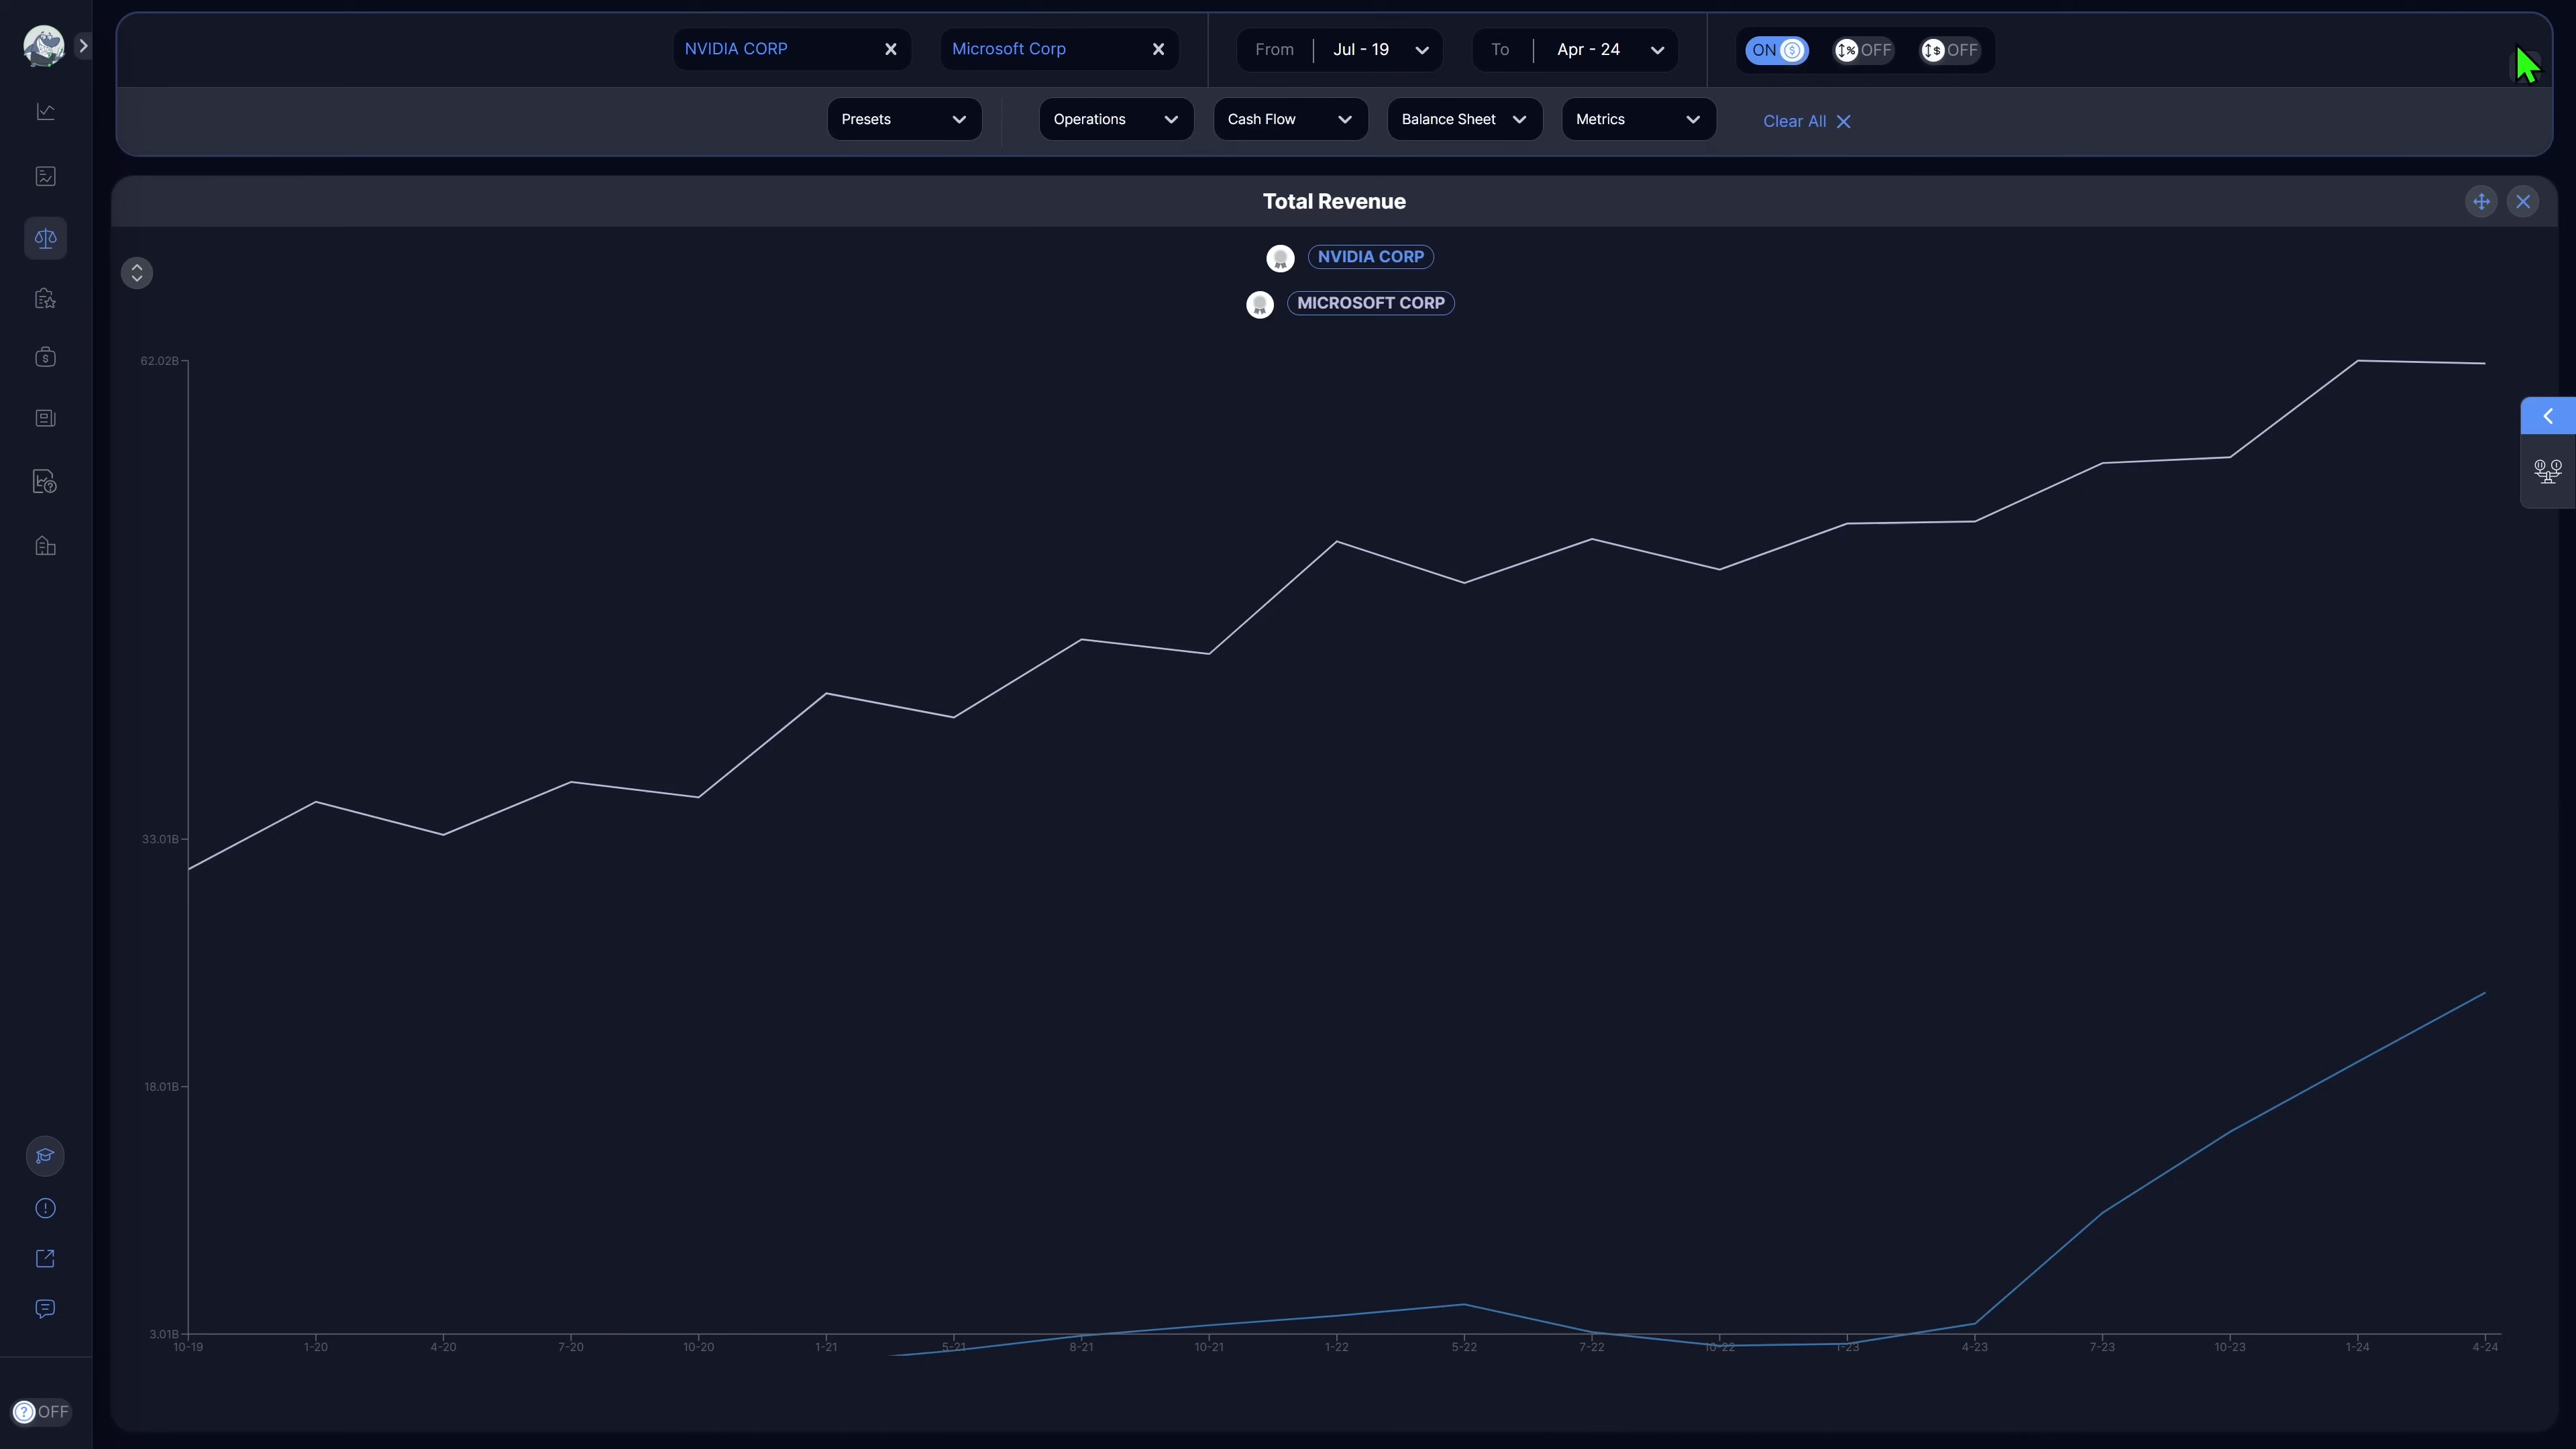 NVIDIA CORP
Microsoft Corp
From Jul - 19
To Apr - 24
ON $
% OFF
$ OFF
Presets
Operations
Cash Flow
Balance Sheet
Metrics
Clear All
Total Revenue
NVIDIA CORP
MICROSOFT CORP
62.02B
33.01B
18.01B
3.01B
10-19 1-20 4-20 7-20 10-20 1-21 5-21 8-21 10-21 1-22 5-22 7-22 10-22 1-23 4-23 7-23 10-23 1-24 4-24
? OFF